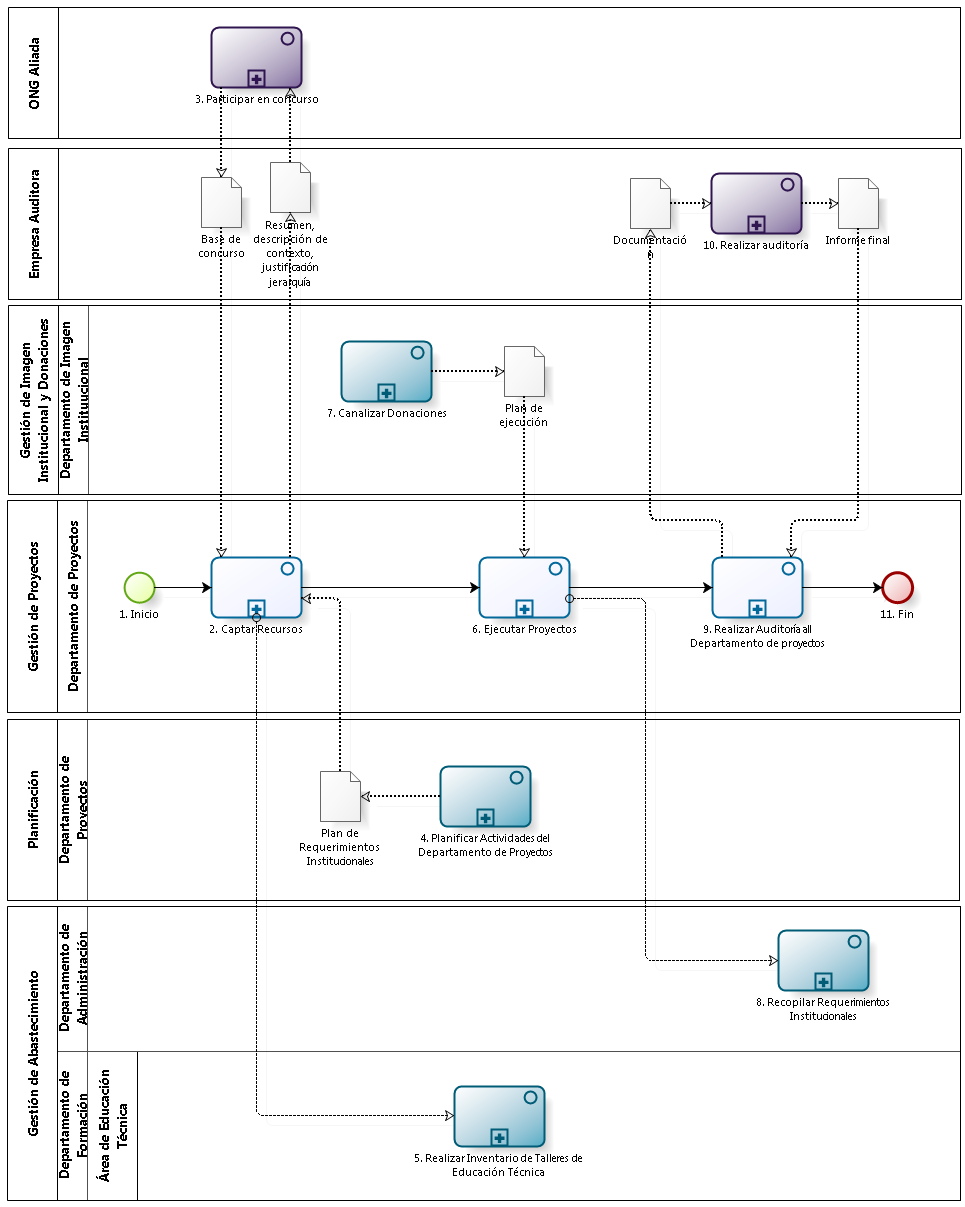 ONG Aliada
3. Participar en concurso
Empresa Auditora
Base de
concurso
Resumen,
descripción de
contexto,
justificación
jerarquía
Documentació
n
10. Realizar auditoría
Informe final
Gestión de Imagen
Institucional y Donaciones
Departamento de Imagen
Instituucional
7. Canalizar Donaciones
Plan de
ejecución
Gestión de Proyectos
Departamento de Proyectos
1. Inicio
2. Captar Recursos
6. Ejecutar Proyectos
9. Realizar Auditoría all
Departamento de proyectos
11. Fin
Planificación
Departamento de
Proyectos
Plan de
Requerimientos
Institucionales
4. Planificar Actividades del
Departamento de Proyectos
Gestión de Abastecimiento
Departamento de
Administración
8. Recopilar Requerimientos
Institucionales
Departamento de
Formación
Área de Educación
Técnica
5. Realizar Inventario de Talleres de
Educación Técnica